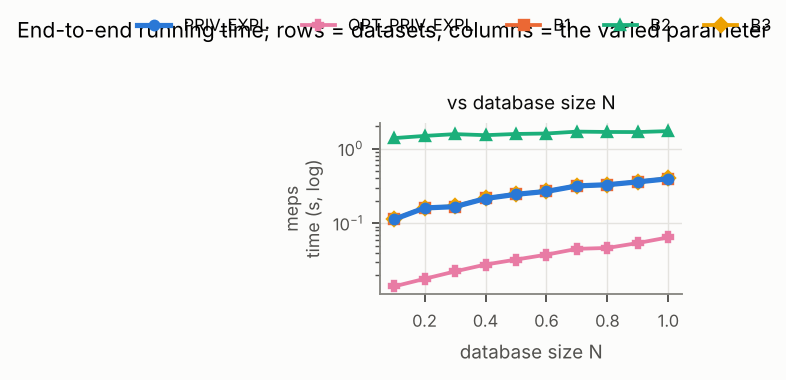 PRIV_EXPL OPT_PRIV_EXPL B1 B2 B3
End-to-end running time; rows = datasets, columns = the varied parameter
vs database size N
10⁰
10⁻¹
meps
time (s, log)
0.2 0.4 0.6 0.8 1.0
database size N